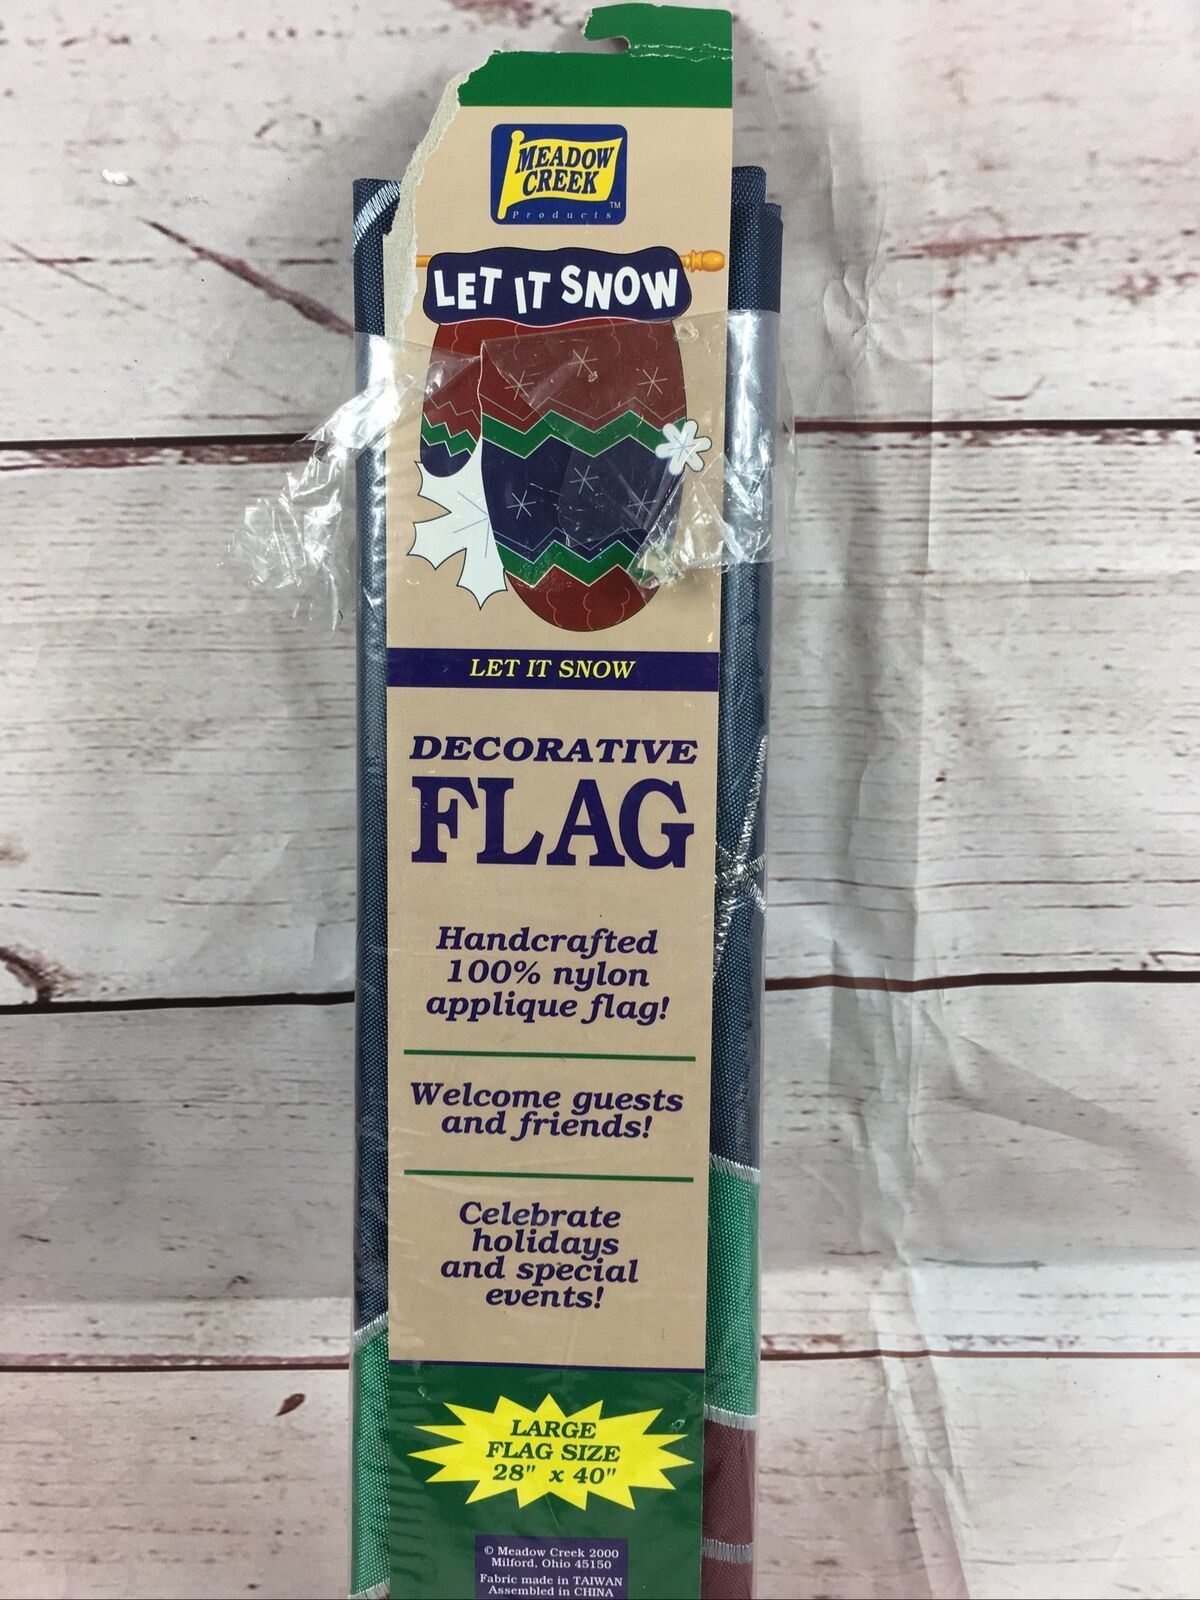 MEADOW
CREEK
TM
Products
LET IT SNOW
LET IT SNOW
DECORATIVE
FLAG
Handcrafted
100% nylon
applique flag!
Welcome guests
and friends!
Celebrate
holidays
and special
events!
LARGE
FLAG SIZE
28" x 40"
© Meadow Creek 2000
Milford, Ohio 45150
Fabric made in TAIWAN
Assembled in CHINA